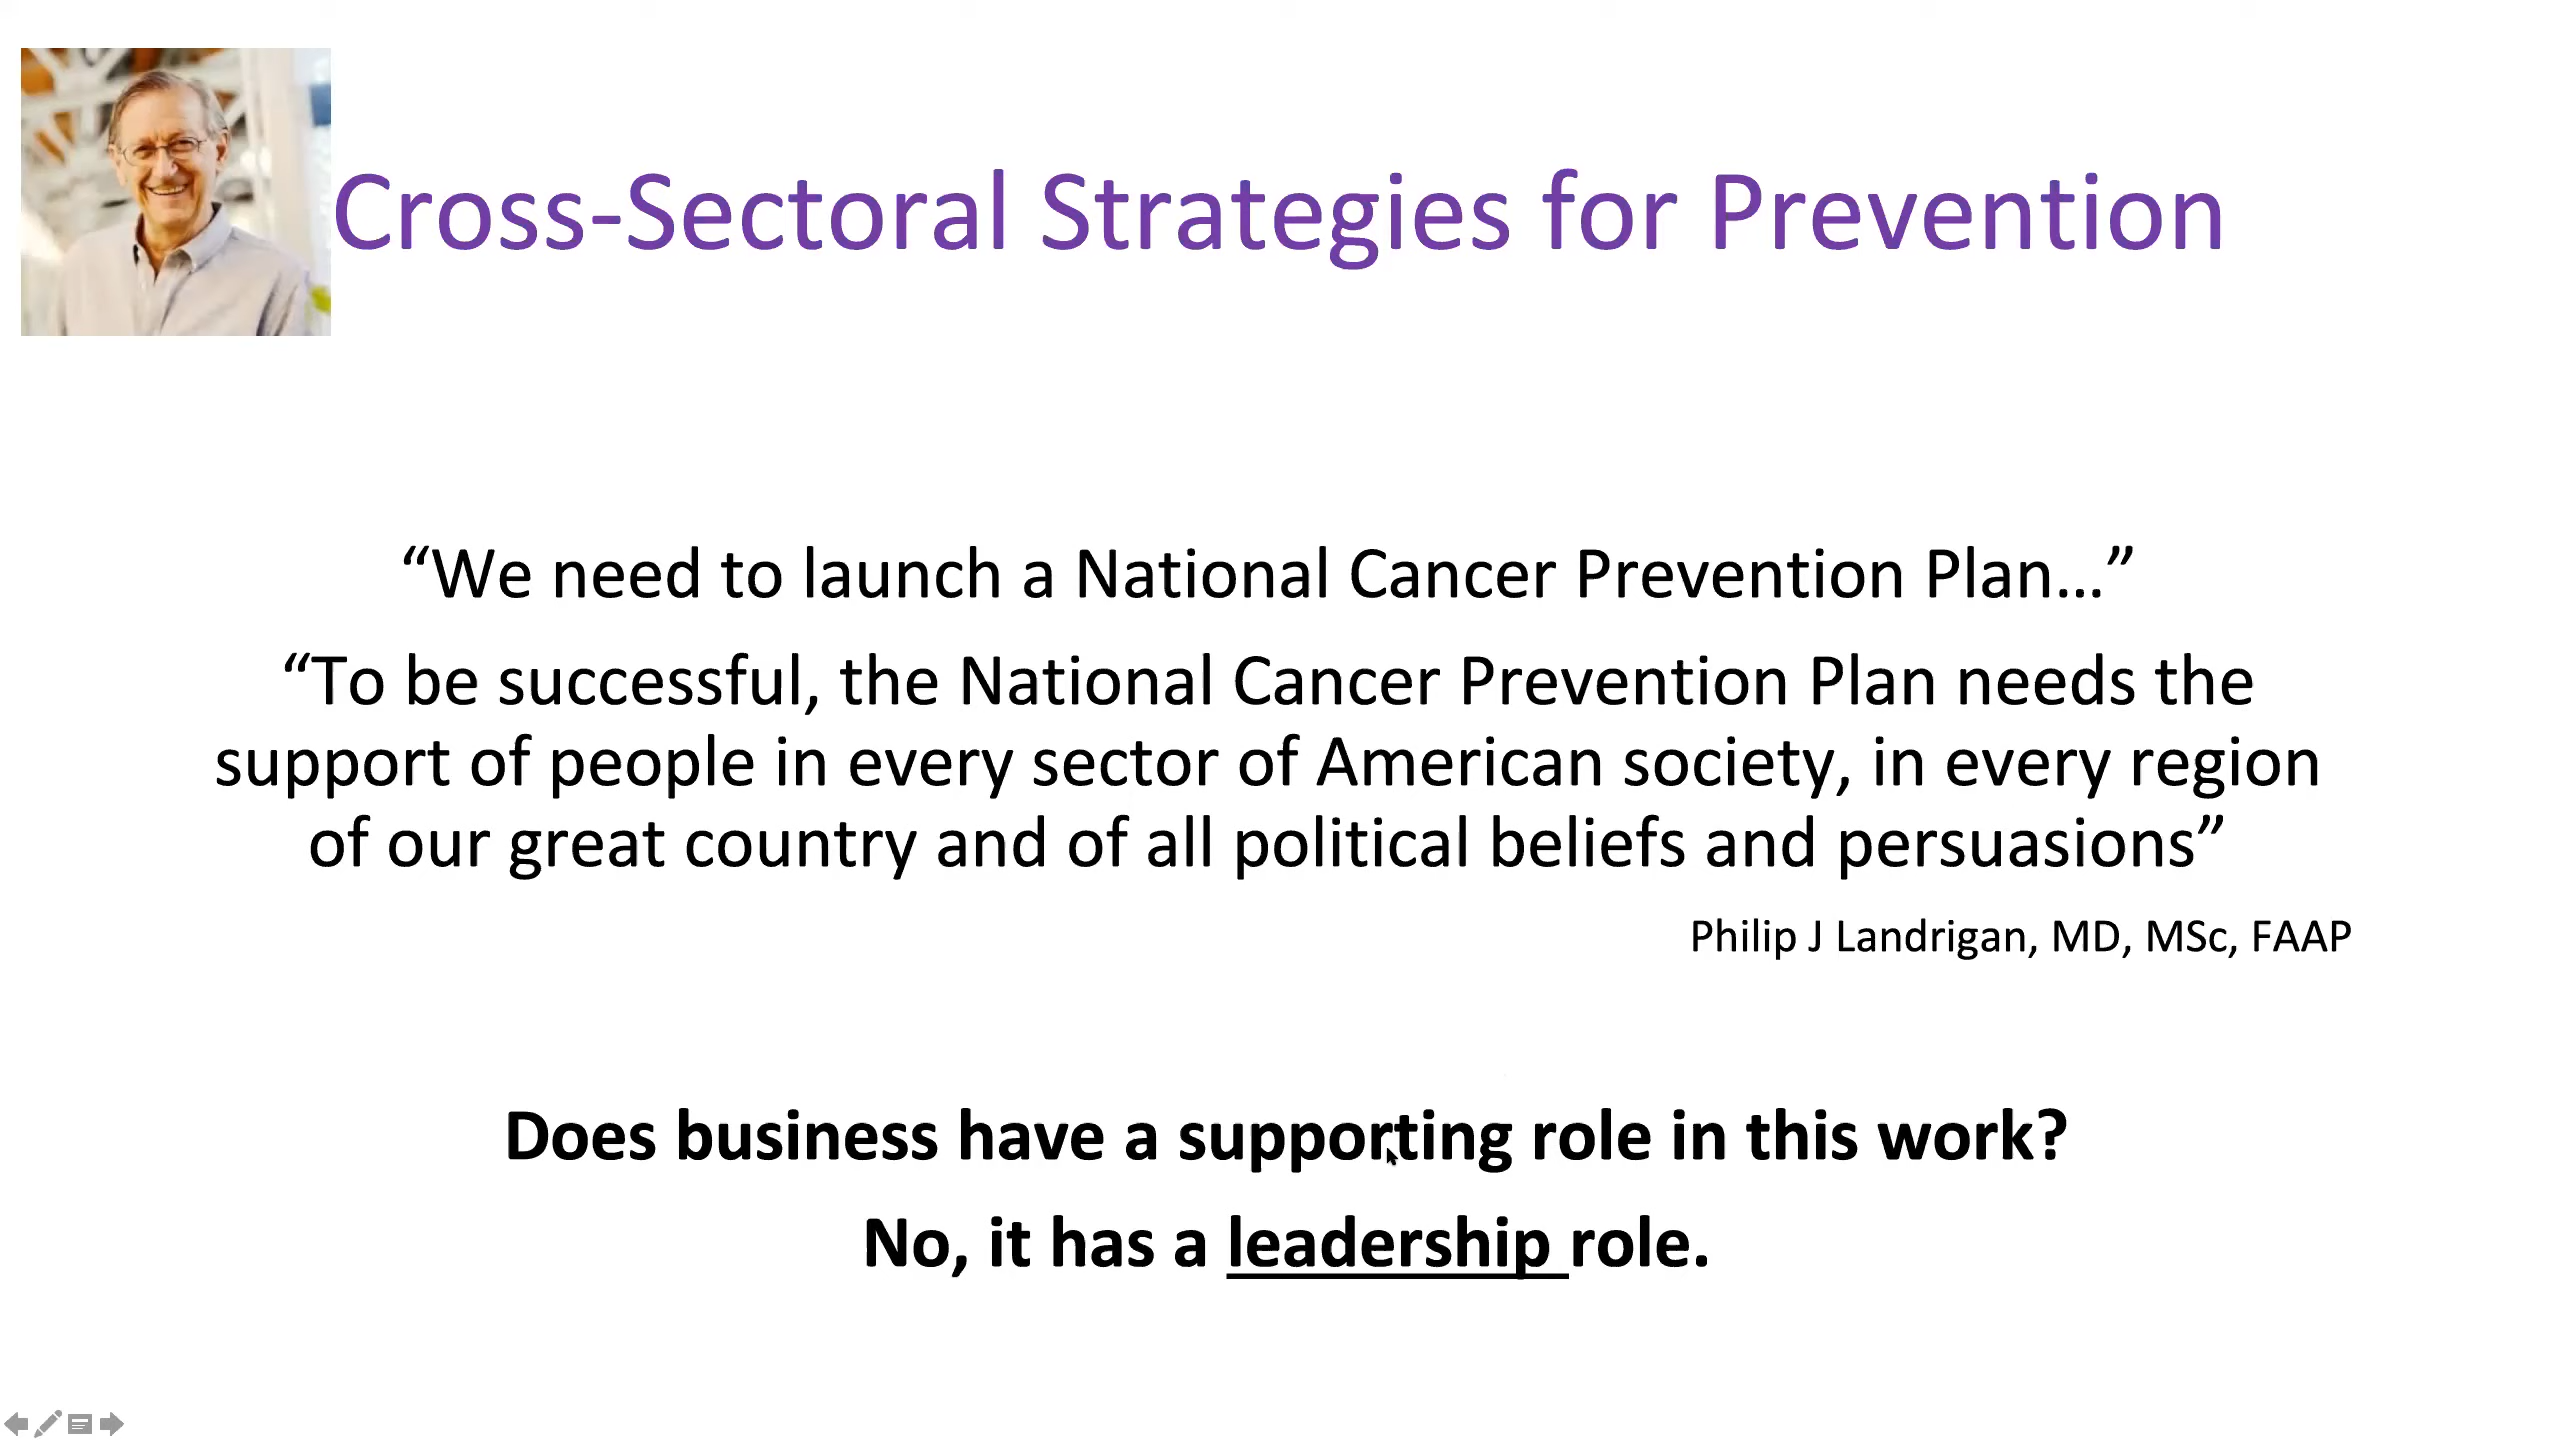 Cross-Sectoral Strategies for Prevention
“We need to launch a National Cancer Prevention Plan…”
“To be successful, the National Cancer Prevention Plan needs the
support of people in every sector of American society, in every region
of our great country and of all political beliefs and persuasions”
Philip J Landrigan, MD, MSc, FAAP
Does business have a supporting role in this work?
No, it has a leadership role.